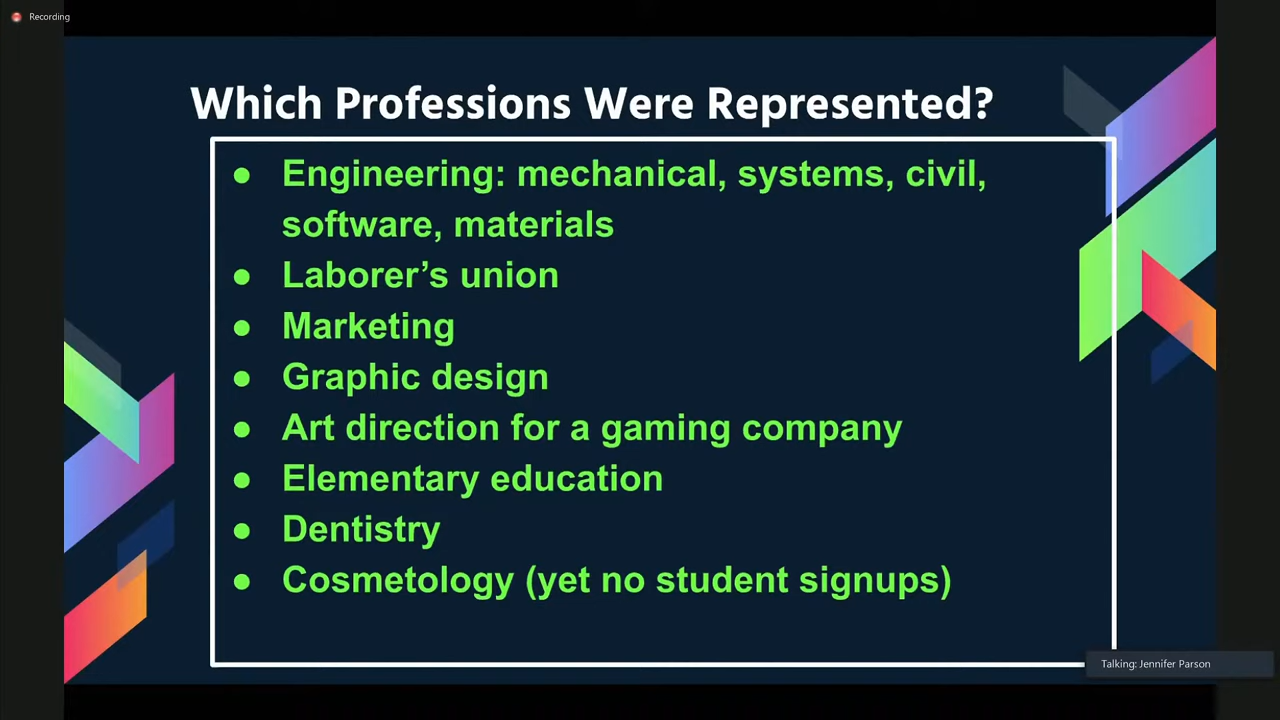 Recording
Which Professions Were Represented?
● Engineering: mechanical, systems, civil,
software, materials
● Laborer’s union
● Marketing
● Graphic design
● Art direction for a gaming company
● Elementary education
● Dentistry
● Cosmetology (yet no student signups)
Talking: Jennifer Parson